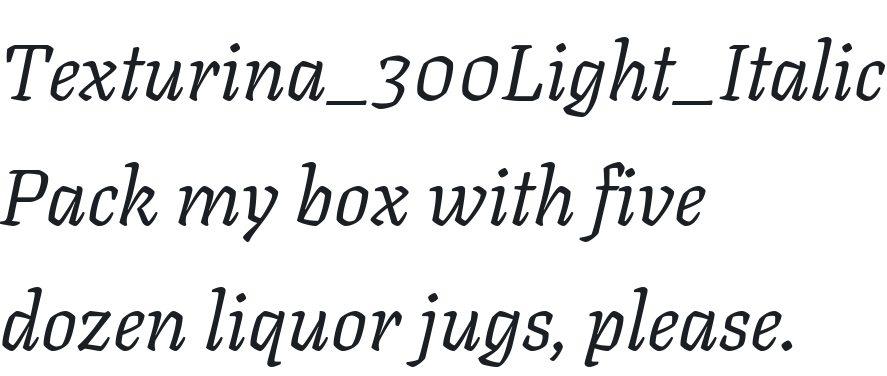 Texturina_300Light_Italic
Pack my box with five
dozen liquor jugs, please.